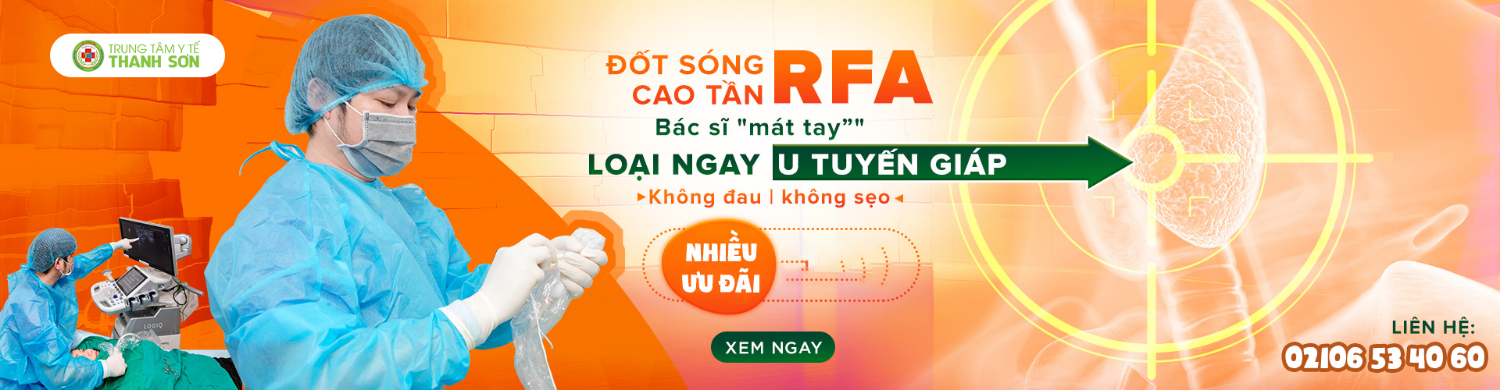 TRUNG TÂM Y TẾ
THANH SƠN
ĐỐT SÓNG
CAO TẦN
RFA
Bác sĩ "mát tay”"
LOẠI NGAY U TUYẾN GIÁP
Không đau | không sẹo
NHIỀU
ƯU ĐÃI
XEM NGAY
LOGIQ
LIÊN HỆ:
02106 53 40 60